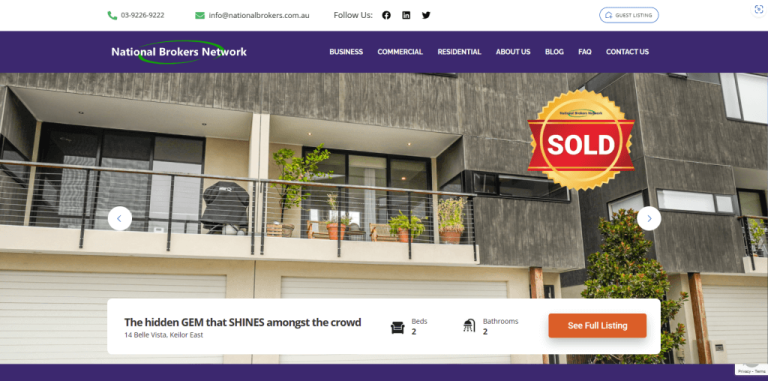 03-9226-9222
info@nationalbrokers.com.au
Follow Us:
GUEST LISTING
National Brokers Network
BUSINESS COMMERCIAL RESIDENTIAL ABOUT US BLOG FAQ CONTACT US
National Brokers Network
SOLD
The hidden GEM that SHINES amongst the crowd
14 Belle Vista, Keilor East
Beds
2
Bathrooms
2
See Full Listing
Privacy - Terms